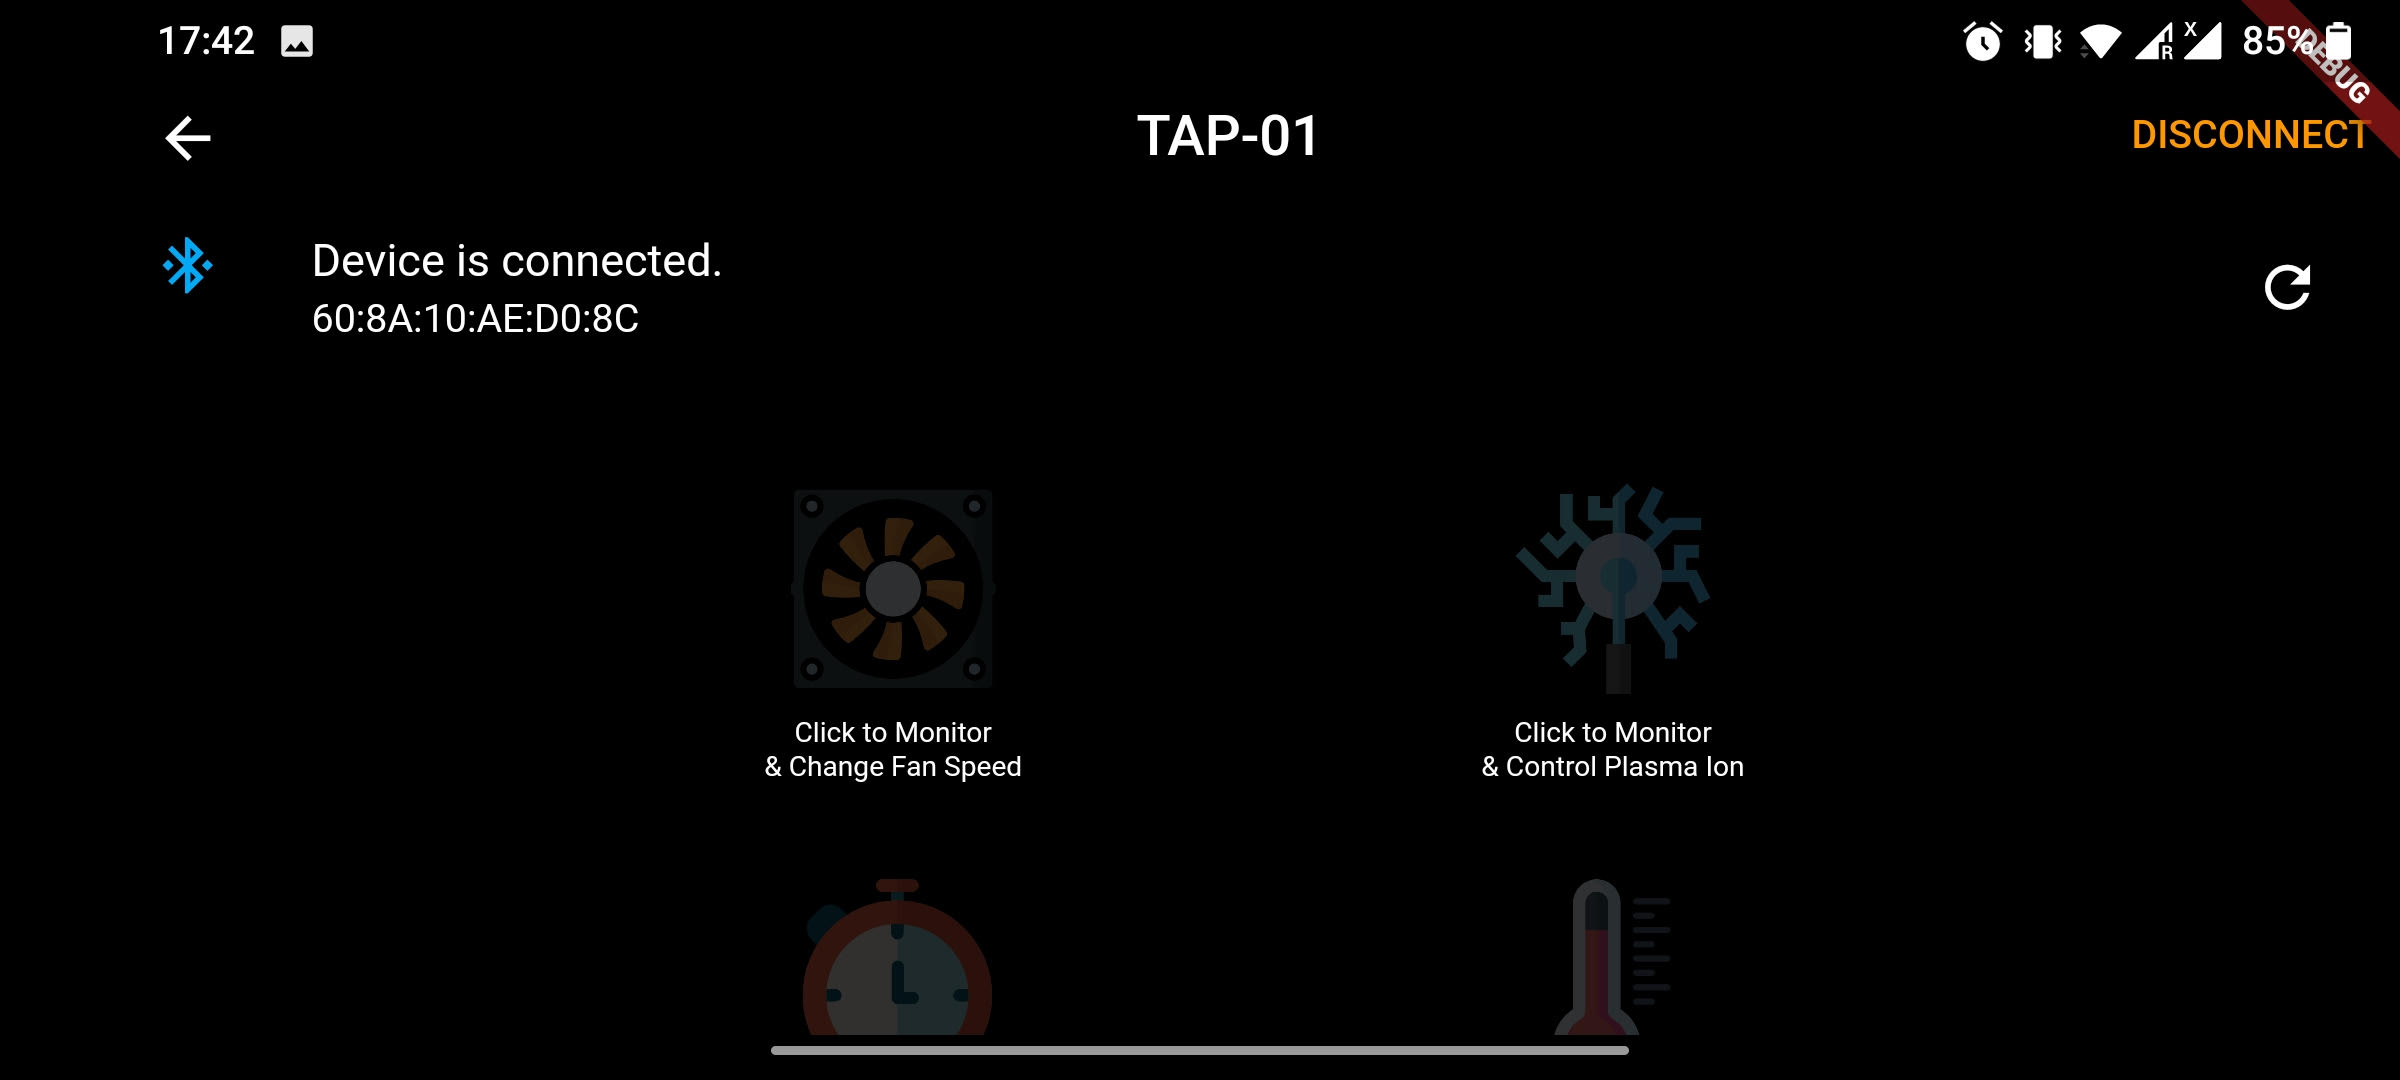 17:42
R
X
85%
DEBUG
TAP-01
DISCONNECT
Device is connected.
60:8A:10:AE:D0:8C
Click to Monitor
& Change Fan Speed
Click to Monitor
& Control Plasma Ion